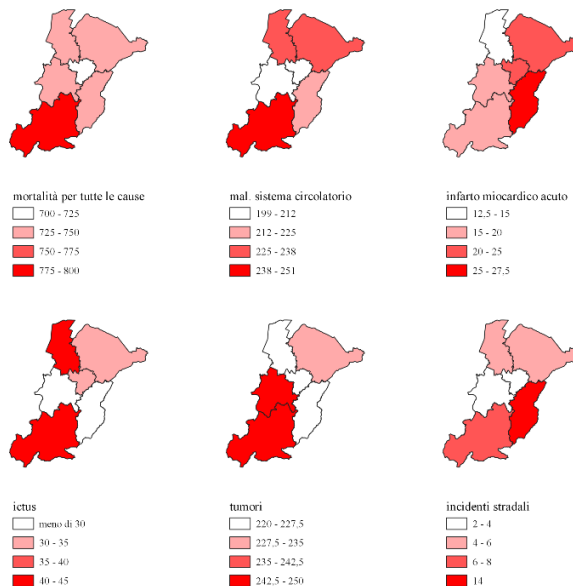 mortalità per tutte le cause
700 - 725
725 - 750
750 - 775
775 - 800
mal. sistema circolatorio
199 - 212
212 - 225
225 - 238
238 - 251
infarto miocardico acuto
12.5 - 15
15 - 20
20 - 25
25 - 27.5
ictus
meno di 30
30 - 35
35 - 40
40 - 45
tumori
220 - 227.5
227.5 - 235
235 - 242,5
242,5 - 250
incidenti stradali
2 - 4
4 - 6
6 - 8
14